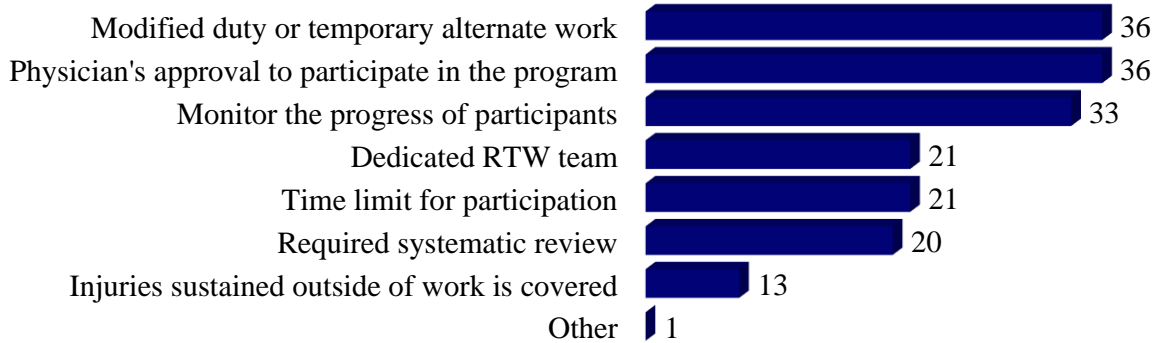 Modified duty or temporary alternate work 36
Physician's approval to participate in the program 36
Monitor the progress of participants 33
Dedicated RTW team 21
Time limit for participation 21
Required systematic review 20
Injuries sustained outside of work is covered 13
Other 1